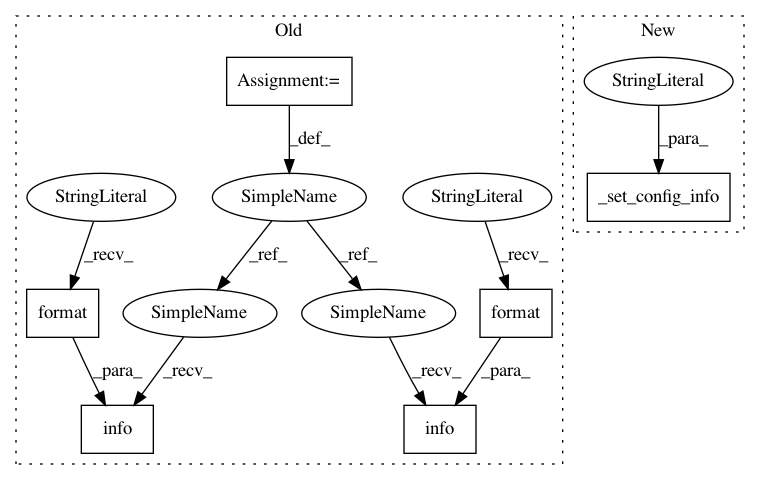 Old
New
Assignment:=
StringLiteral
_def_
_para_
StringLiteral
SimpleName
StringLiteral
_set_config_info
_recv_
_ref_
_ref_
_recv_
format
SimpleName
SimpleName
format
_para_
_recv_
_recv_
_para_
info
info